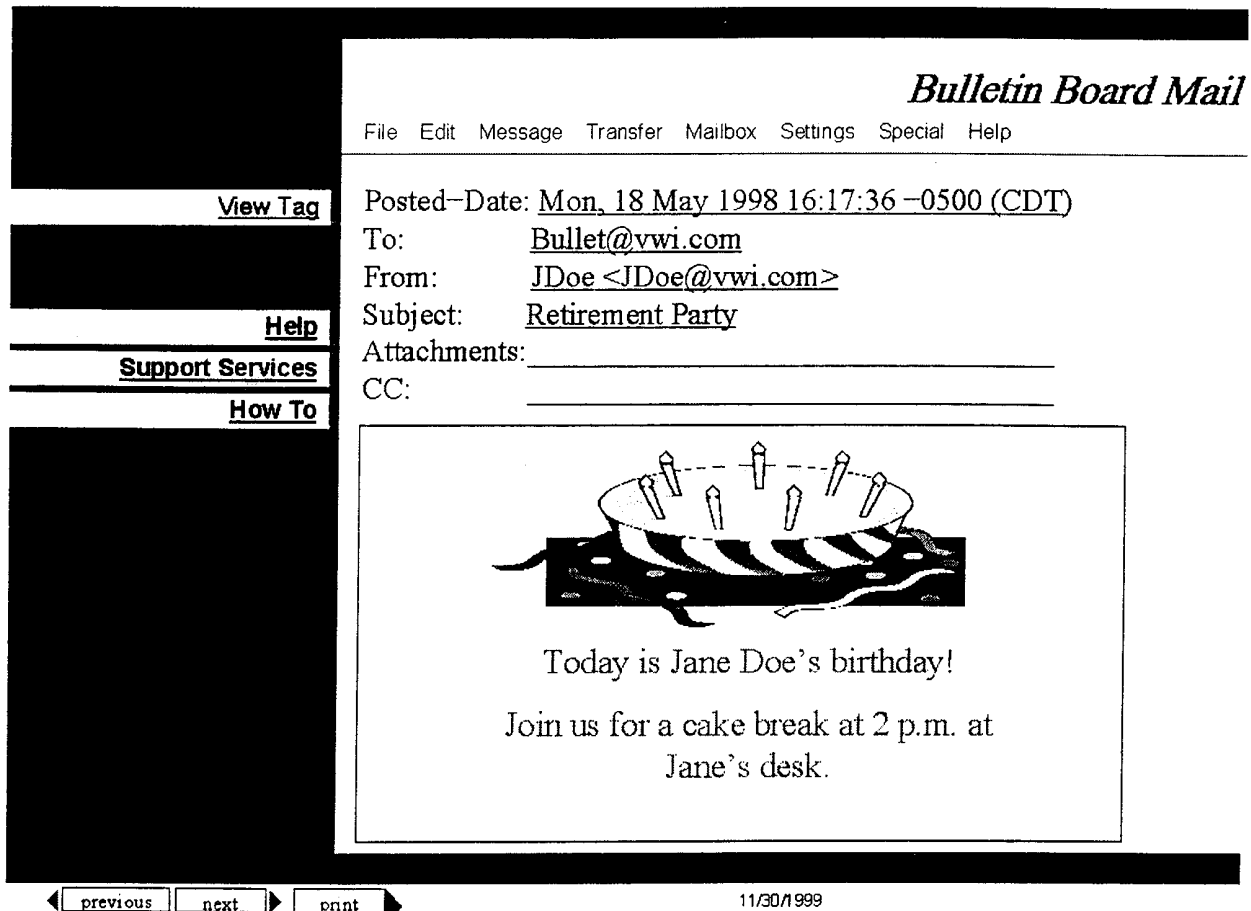 Bulletin Board Mail
File Edit Message Transfer Mailbox Settings Special Help
View Tag
Help
Support Services
How To
Posted-Date: Mon, 18 May 1998 16:17:36 -0500 (CDT)
To: Bullet@vwi.com
From: JDoe <JDoe@vwi.com>
Subject: Retirement Party
Attachments:
CC:
Today is Jane Doe's birthday!
Join us for a cake break at 2 p.m. at
Jane's desk.
previous next print 11/30/1999